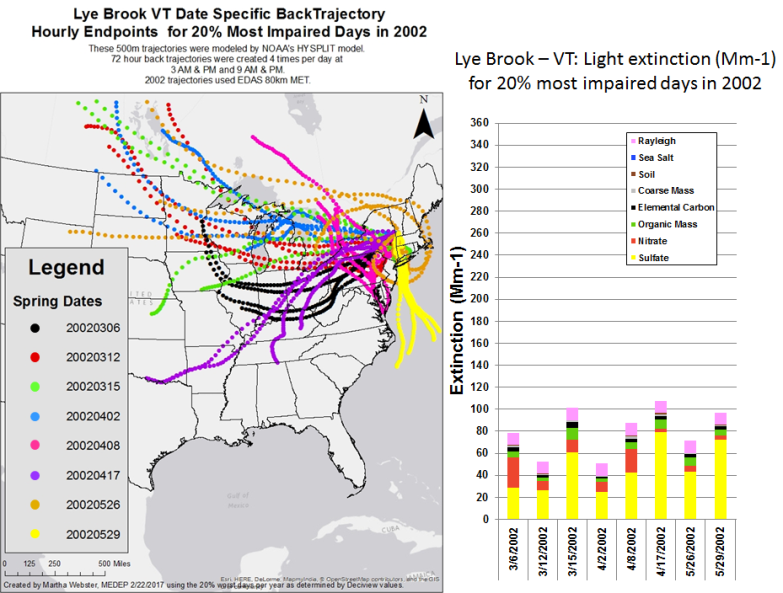 Lye Brook VT Date Specific BackTrajectory
Hourly Endpoints for 20% Most Impaired Days in 2002
These 500m trajectories were modeled by NOAA's HYSPLIT model.
72 hour back trajectories were created 4 times per day at
3 AM & PM and 9 AM & PM.
2002 trajectories used EDAS 80km MET.
N
Legend
Spring Dates
20020306
20020312
20020315
20020402
20020408
20020417
20020526
20020529
Gulf of
Mexico
CUBA
0 125 250 500 Miles
Created by Martha Webster, MEDEP 2/22/2017 using the 20% worst days per year as determined by Deciview values.
Lye Brook – VT: Light extinction (Mm-1)
for 20% most impaired days in 2002
Extinction (Mm-1)
360
340
320
300
280
260
240
220
200
180
160
140
120
100
80
60
40
20
0
Rayleigh
Sea Salt
Soil
Coarse Mass
Elemental Carbon
Organic Mass
Nitrate
Sulfate
3/6/2002
3/12/2002
3/15/2002
4/2/2002
4/8/2002
4/17/2002
5/26/2002
5/29/2002